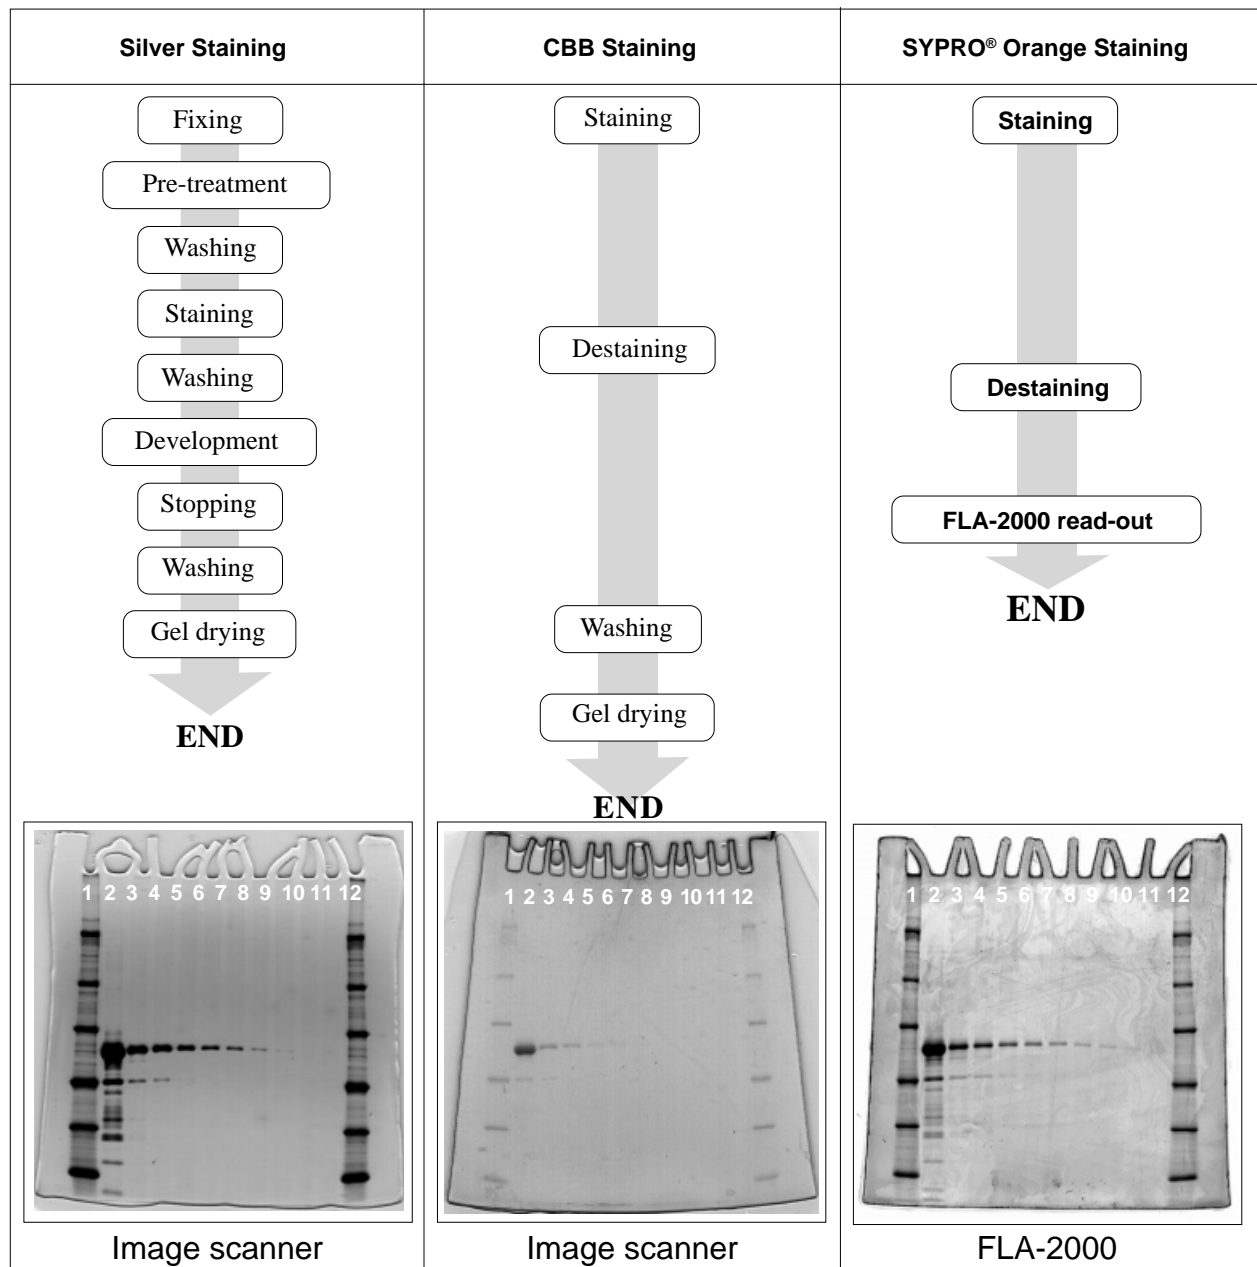 Silver Staining
Fixing
Pre-treatment
Washing
Staining
Washing
Development
Stopping
Washing
Gel drying
END
1 2 3 4 5 6 7 8 9 10 11 12
Image scanner
CBB Staining
Staining
Destaining
Washing
Gel drying
END
1 2 3 4 5 6 7 8 9 10 11 12
Image scanner
SYPRO® Orange Staining
Staining
Destaining
FLA-2000 read-out
END
1 2 3 4 5 6 7 8 9 10 11 12
FLA-2000